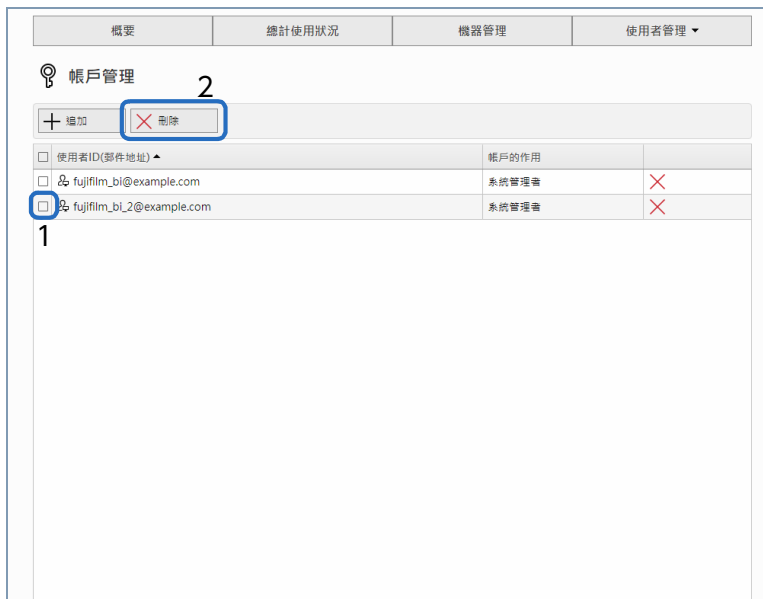 概要 總計使用狀況 機器管理 使用者管理
帳戶管理
2
追加 刪除
使用者ID(郵件地址) 帳戶的作用
fujifilm_bi@example.com 系統管理者
fujifilm_bi_2@example.com 系統管理者
1